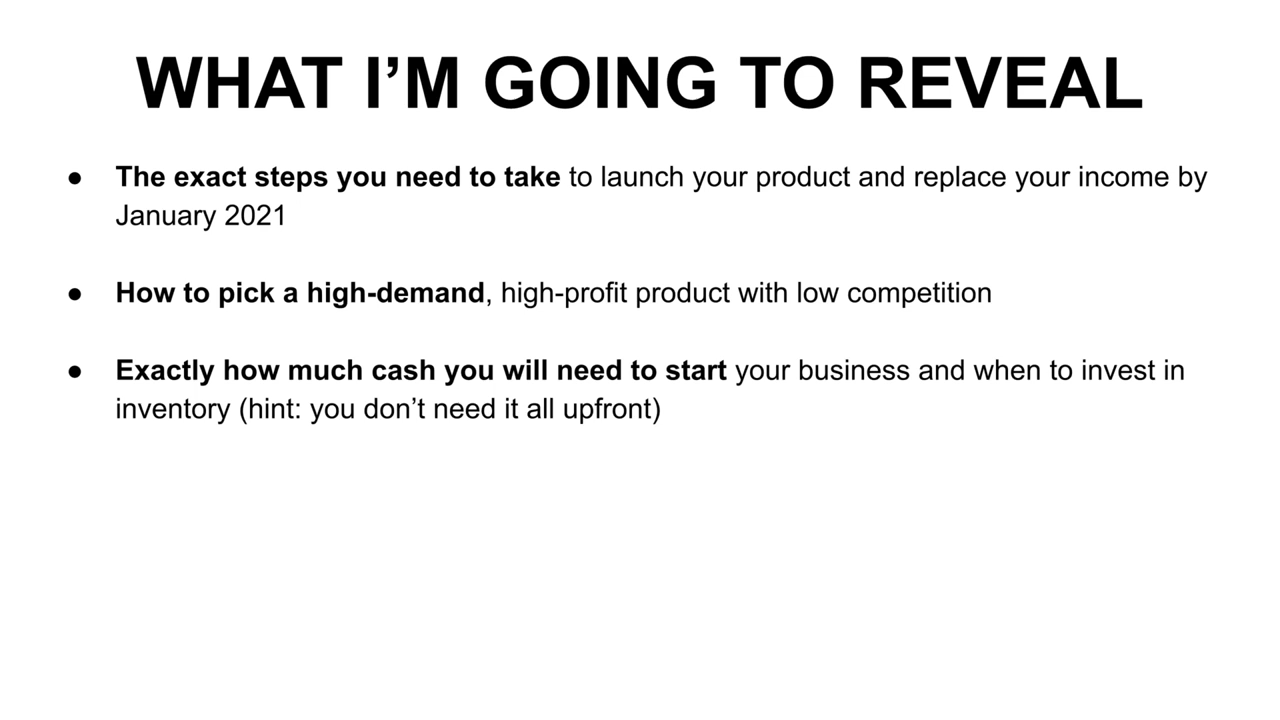 WHAT I’M GOING TO REVEAL
● The exact steps you need to take to launch your product and replace your income by
January 2021
● How to pick a high-demand, high-profit product with low competition
● Exactly how much cash you will need to start your business and when to invest in
inventory (hint: you don’t need it all upfront)